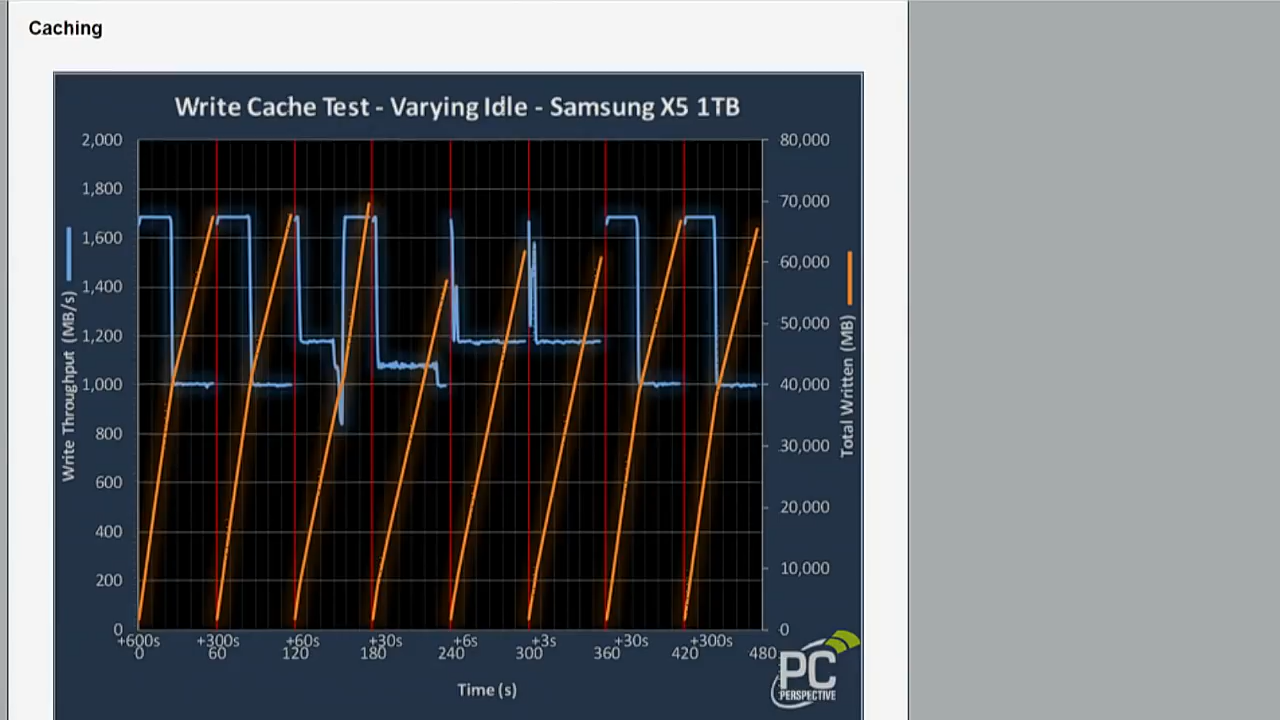 Caching
Write Cache Test - Varying Idle - Samsung X5 1TB
Write Throughput (MB/s)
2,000
1,800
1,600
1,400
1,200
1,000
800
600
400
200
0
80,000
70,000
60,000
50,000
40,000
30,000
20,000
10,000
0
Total Written (MB)
+600s +300s +60s +30s +6s +3s +30s +300s
0 60 120 180 240 300 360 420 480
Time (s)
PC
PERSPECTIVE